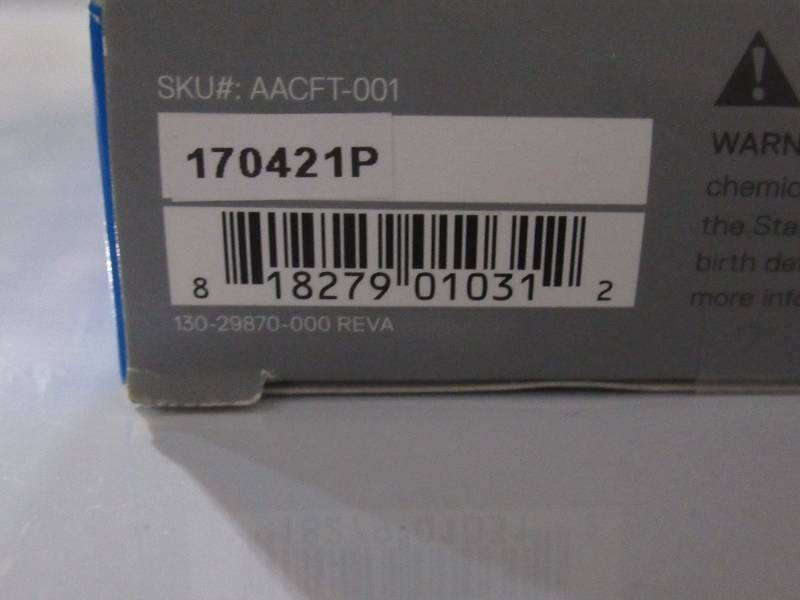 SKU#: AACFT-001
170421P
8 18279 01031 2
130-29870-000 REVA
WARN
chemic
the Sta
birth de
more info